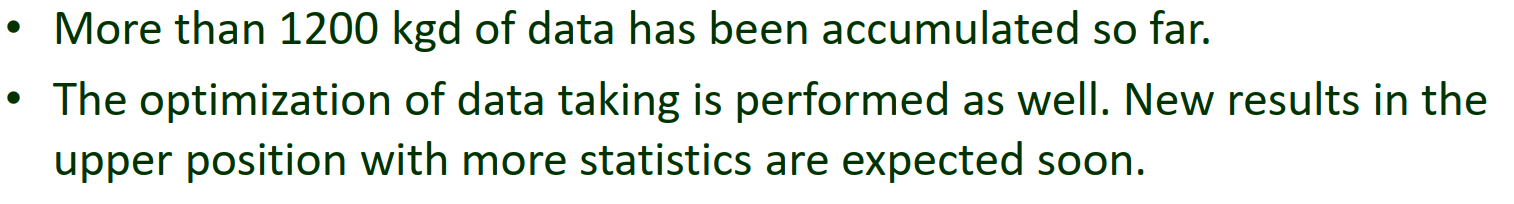 • More than 1200 kgd of data has been accumulated so far.
• The optimization of data taking is performed as well. New results in the
upper position with more statistics are expected soon.